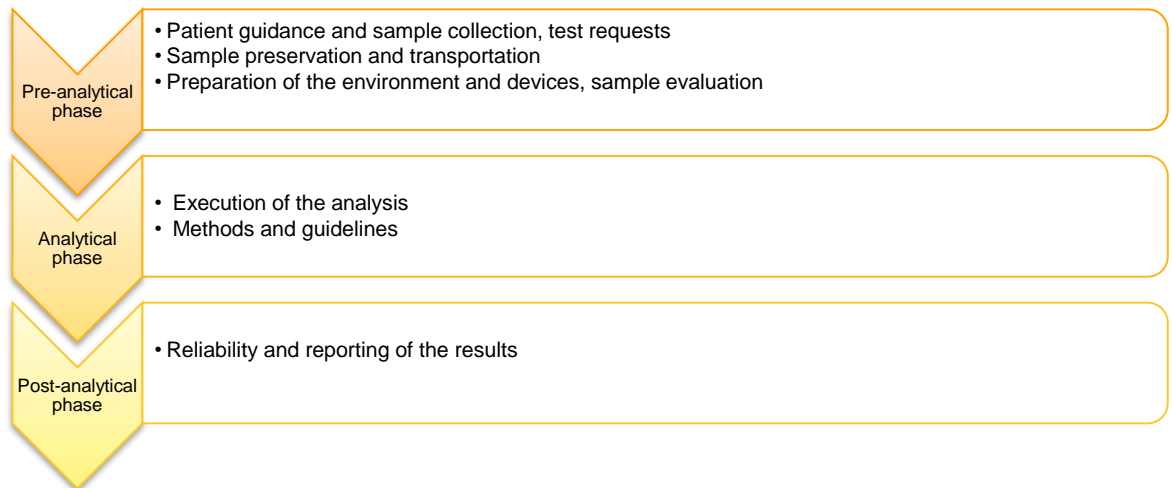 Pre-analytical
phase
• Patient guidance and sample collection, test requests
• Sample preservation and transportation
• Preparation of the environment and devices, sample evaluation
Analytical
phase
• Execution of the analysis
• Methods and guidelines
Post-analytical
phase
• Reliability and reporting of the results